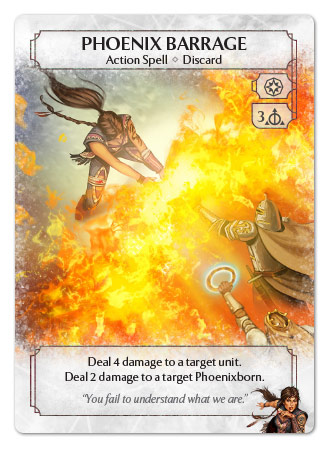 PHOENIX BARRAGE
Action Spell ⟡ Discard
3
Deal 4 damage to a target unit.
Deal 2 damage to a target Phoenixborn.
"You fail to understand what we are."